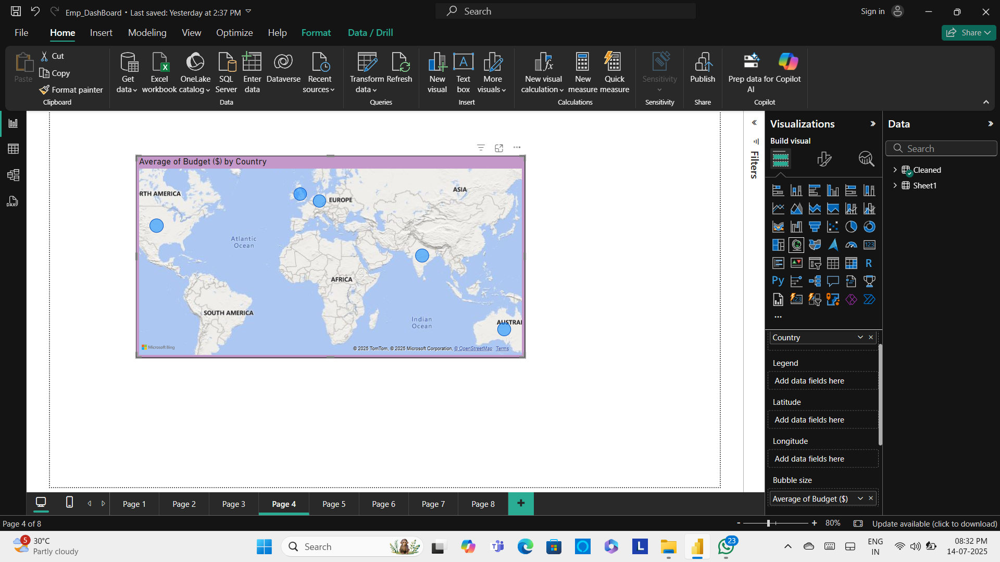 Emp_DashBoard • Last saved: Yesterday at 2:37 PM
Search
Sign in
File
Home
Insert
Modeling
View
Optimize
Help
Format
Data / Drill
Share
Paste
Cut
Copy
Format painter
Clipboard
Get data
Excel workbook
OneLake catalog
SQL Server
Enter data
Dataverse
Recent sources
Data
Transform data
Refresh
Queries
New visual
Text box
More visuals
Insert
New visual calculation
New measure
Quick measure
Calculations
Sensitivity
Sensitivity
Publish
Share
Prep data for AI
Copilot
Copilot
DAX
Average of Budget ($) by Country
RTH AMERICA
EUROPE
ASIA
Atlantic Ocean
AFRICA
SOUTH AMERICA
Indian Ocean
AUSTRAI
Microsoft Bing
© 2025 TomTom, © 2025 Microsoft Corporation, © OpenStreetMap Terms
Filters
Visualizations
Build visual
123
R
Py
123
Country
Legend
Add data fields here
Latitude
Add data fields here
Longitude
Add data fields here
Bubble size
Average of Budget ($)
Data
Search
Cleaned
Sheet1
Page 1
Page 2
Page 3
Page 4
Page 5
Page 6
Page 7
Page 8
Page 4 of 8
80%
Update available (click to download)
5
30°C
Partly cloudy
Search
L
23
ENG
IN
08:32 PM
14-07-2025